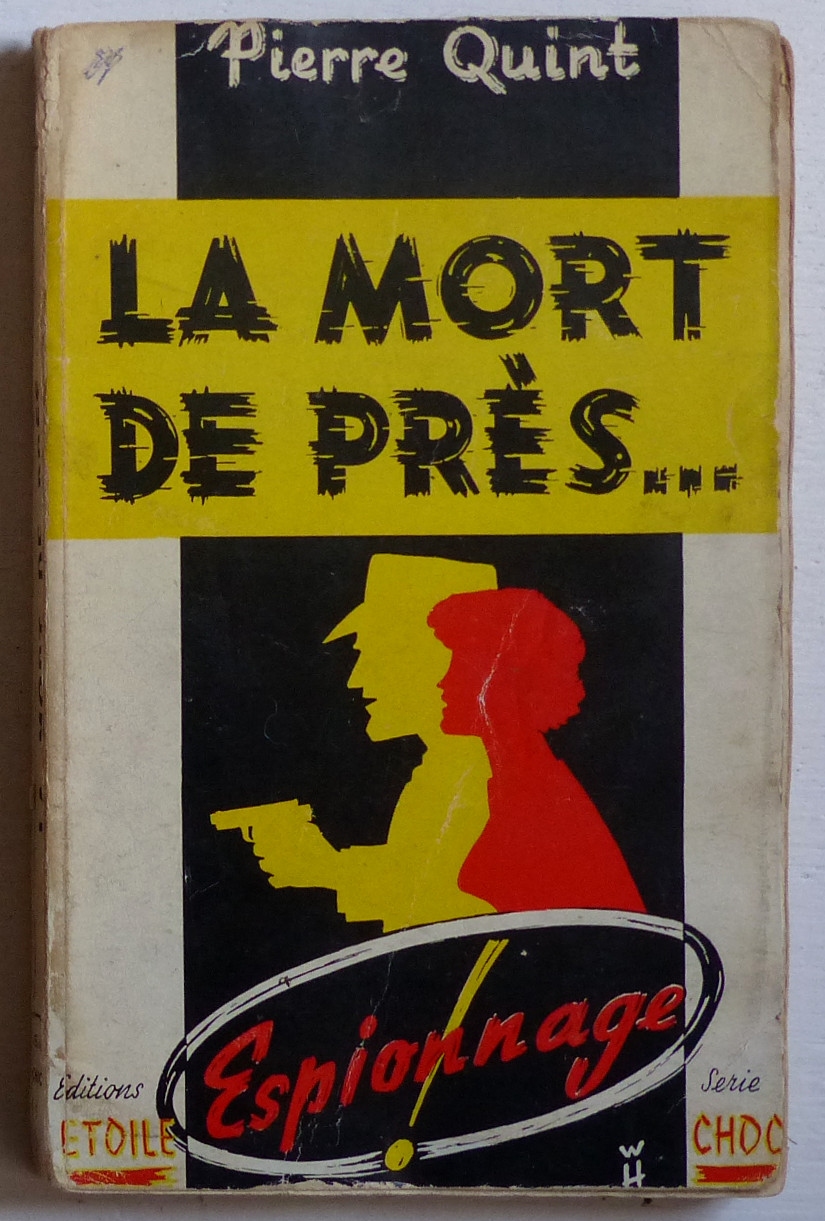 Pierre Quint
LA MORT
DE PRÈS...
Espionnage
Editions
ETOILE
Serie
CHOC
WH